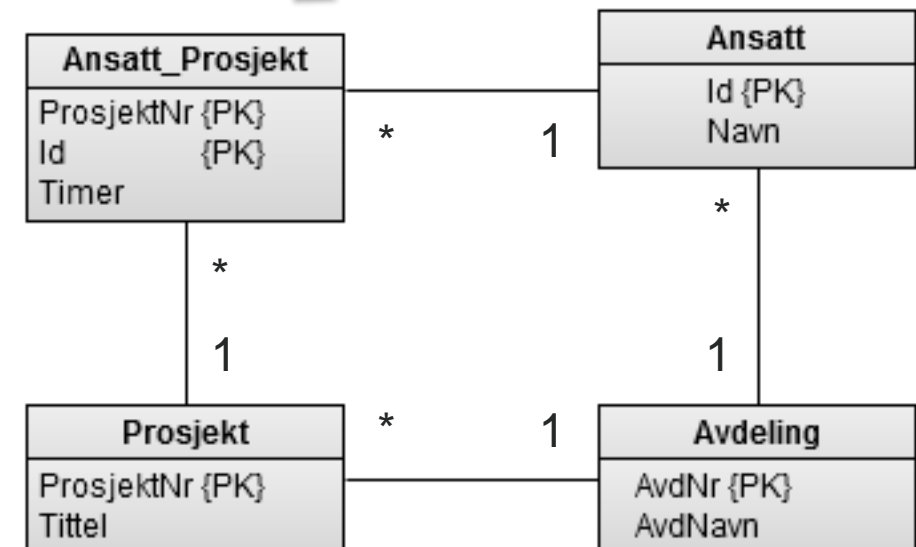 Ansatt_Prosjekt
ProsjektNr {PK}
Id {PK}
Timer
Ansatt
Id {PK}
Navn
* 1
*
*
1
1
Prosjekt
ProsjektNr {PK}
Tittel
* 1
Avdeling
AvdNr {PK}
AvdNavn